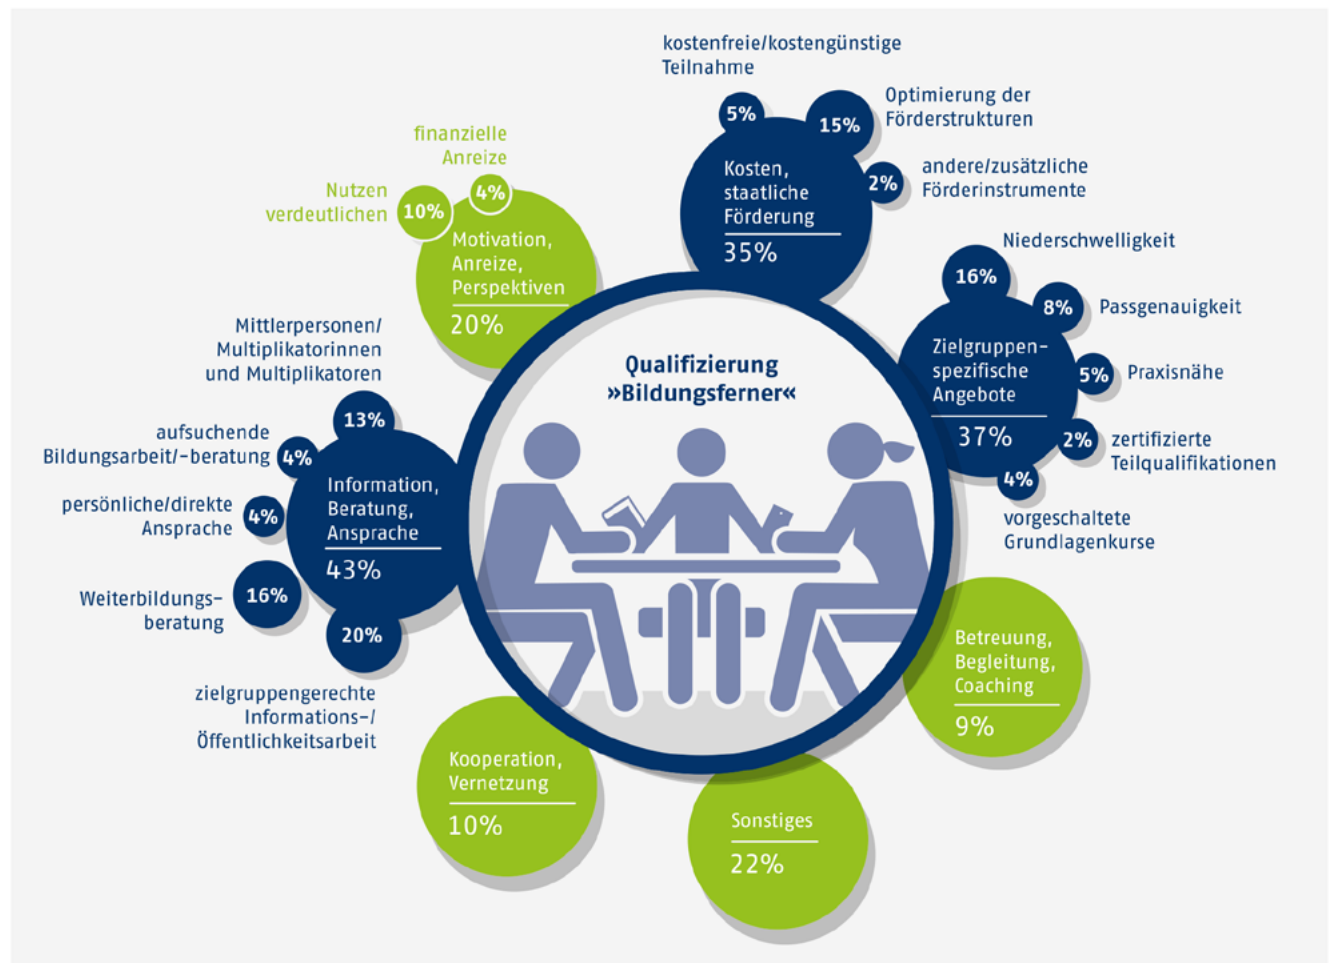 kostenfreie/kostengünstige
Teilnahme
5%
15%
Optimierung der
Förderstrukturen
2%
andere/zusätzliche
Förderinstrumente
Kosten,
staatliche
Förderung
35%
finanzielle
Anreize
4%
Nutzen
verdeutlichen
10%
Motivation,
Anreize,
Perspektiven
20%
Niederschwelligkeit
16%
8%
Passgenauigkeit
5%
Praxisnähe
2%
zertifizierte
Teilqualifikationen
4%
vorgeschaltete
Grundlagenkurse
Zielgruppen-
spezifische
Angebote
37%
Qualifizierung
»Bildungsferner«
Mittlerpersonen/
Multiplikatorinnen
und Multiplikatoren
13%
aufsuchende
Bildungsarbeit/-beratung
4%
persönliche/direkte
Ansprache
4%
Weiterbildungs-
beratung
16%
20%
zielgruppengerechte
Informations-/
Öffentlichkeitsarbeit
Information,
Beratung,
Ansprache
43%
Betreuung,
Begleitung,
Coaching
9%
Kooperation,
Vernetzung
10%
Sonstiges
22%